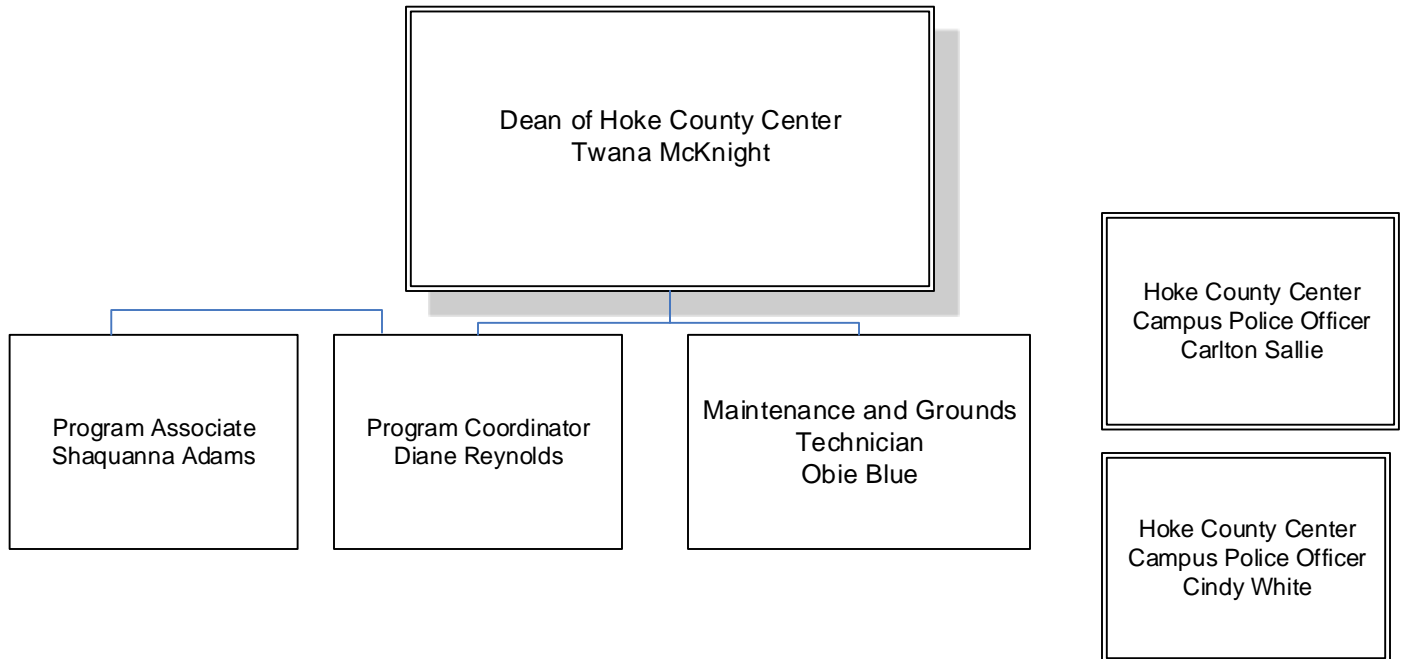 Dean of Hoke County Center
Twana McKnight
Program Associate
Shaquanna Adams
Program Coordinator
Diane Reynolds
Maintenance and Grounds
Technician
Obie Blue
Hoke County Center
Campus Police Officer
Carlton Sallie
Hoke County Center
Campus Police Officer
Cindy White